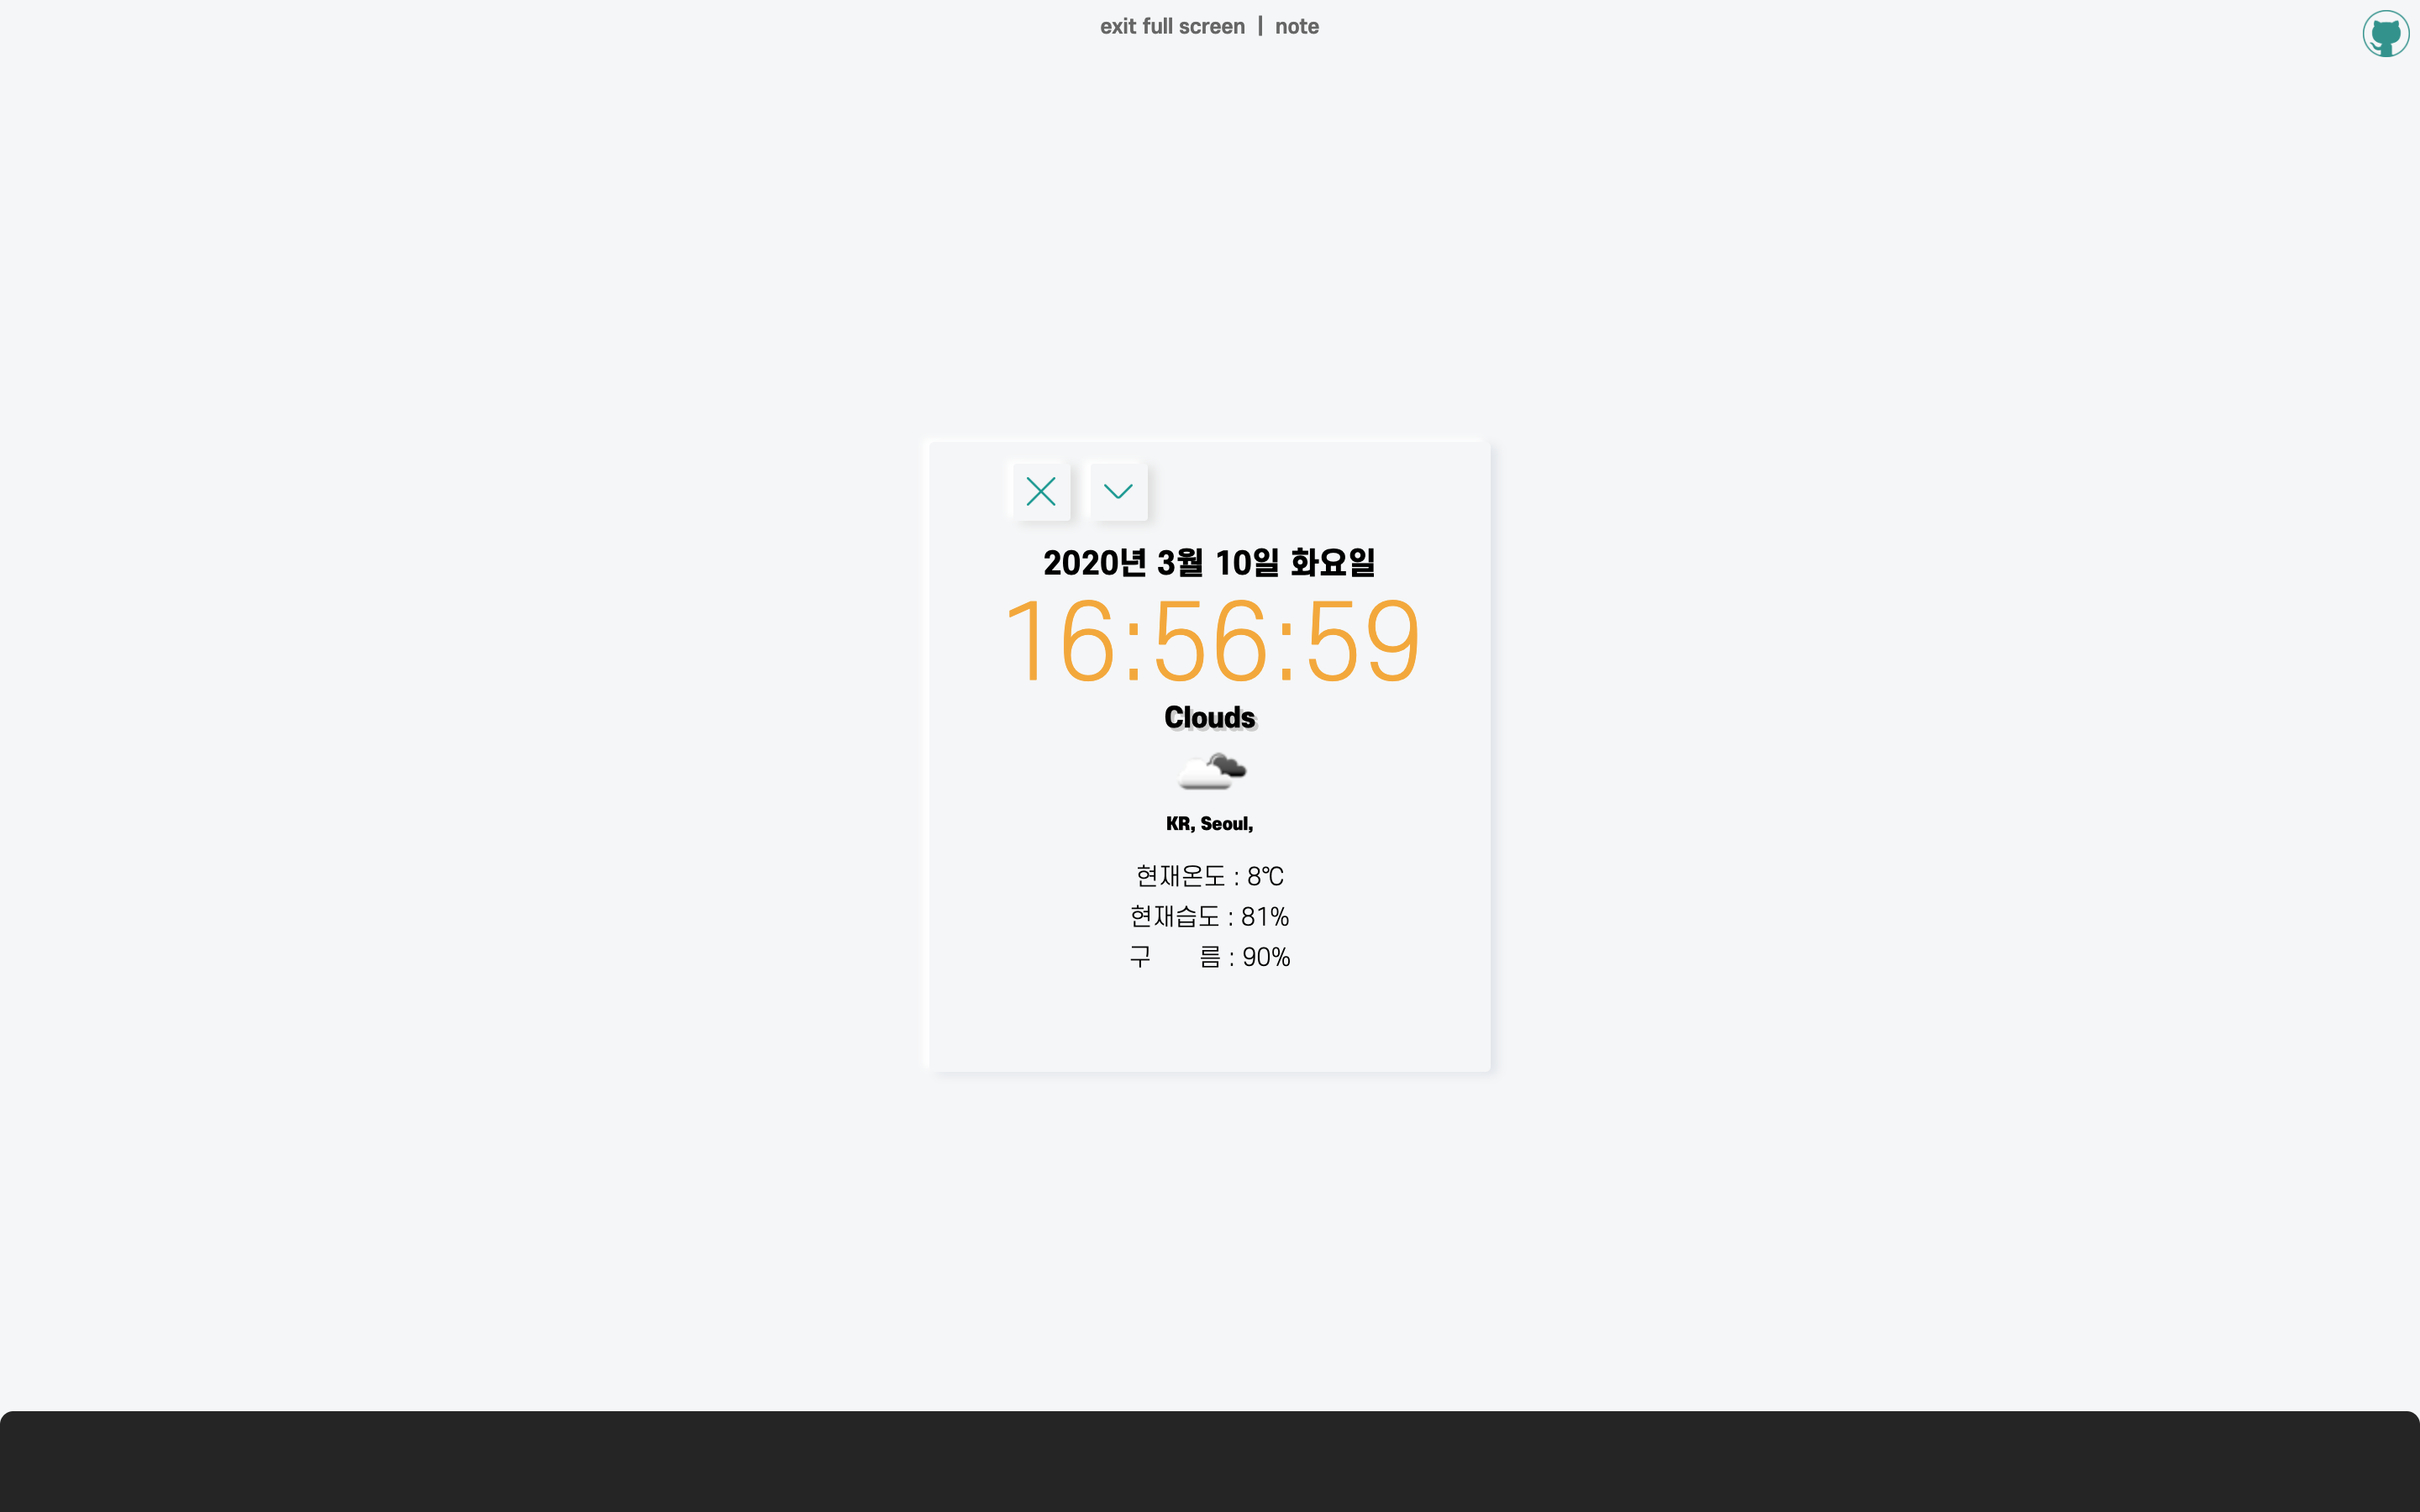 exit full screen | note
2020년 3월 10일 화요일
16:56:59
Clouds
KR, Seoul,
현재온도 : 8℃
현재습도 : 81%
구 름 : 90%